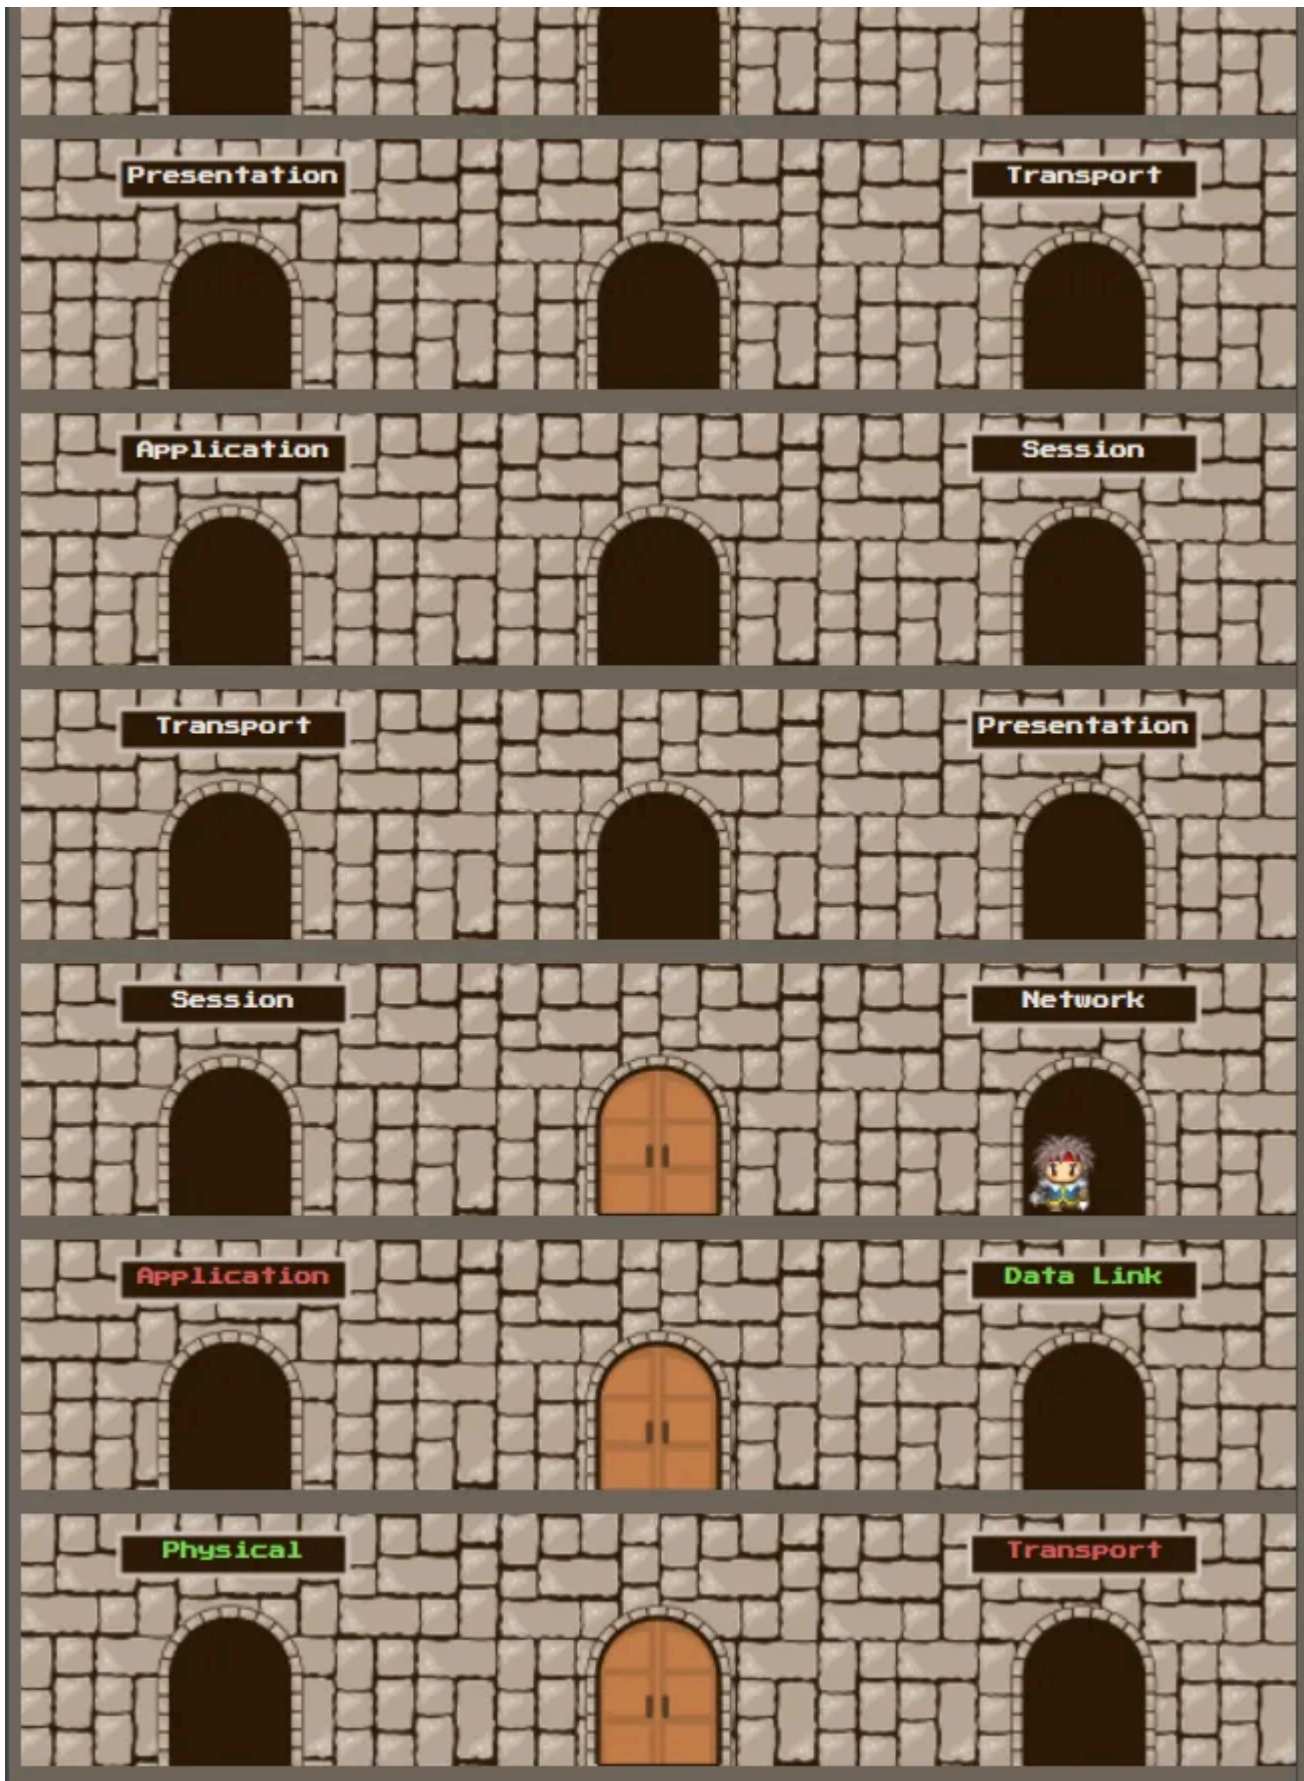 Presentation Transport
Application Session
Transport Presentation
Session Network
Application Data Link
Physical Transport